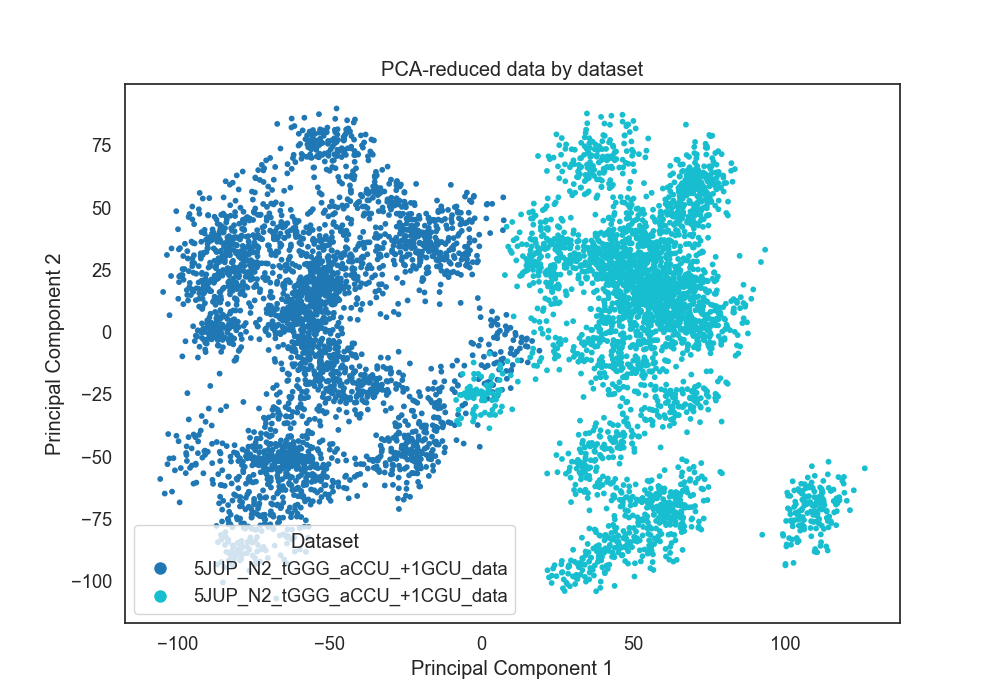 PCA-reduced data by dataset
Principal Component 2
75
50
25
0
−25
−50
−75
−100
Dataset
5JUP_N2_tGGG_aCCU_+1GCU_data
5JUP_N2_tGGG_aCCU_+1CGU_data
−100 −50 0 50 100
Principal Component 1